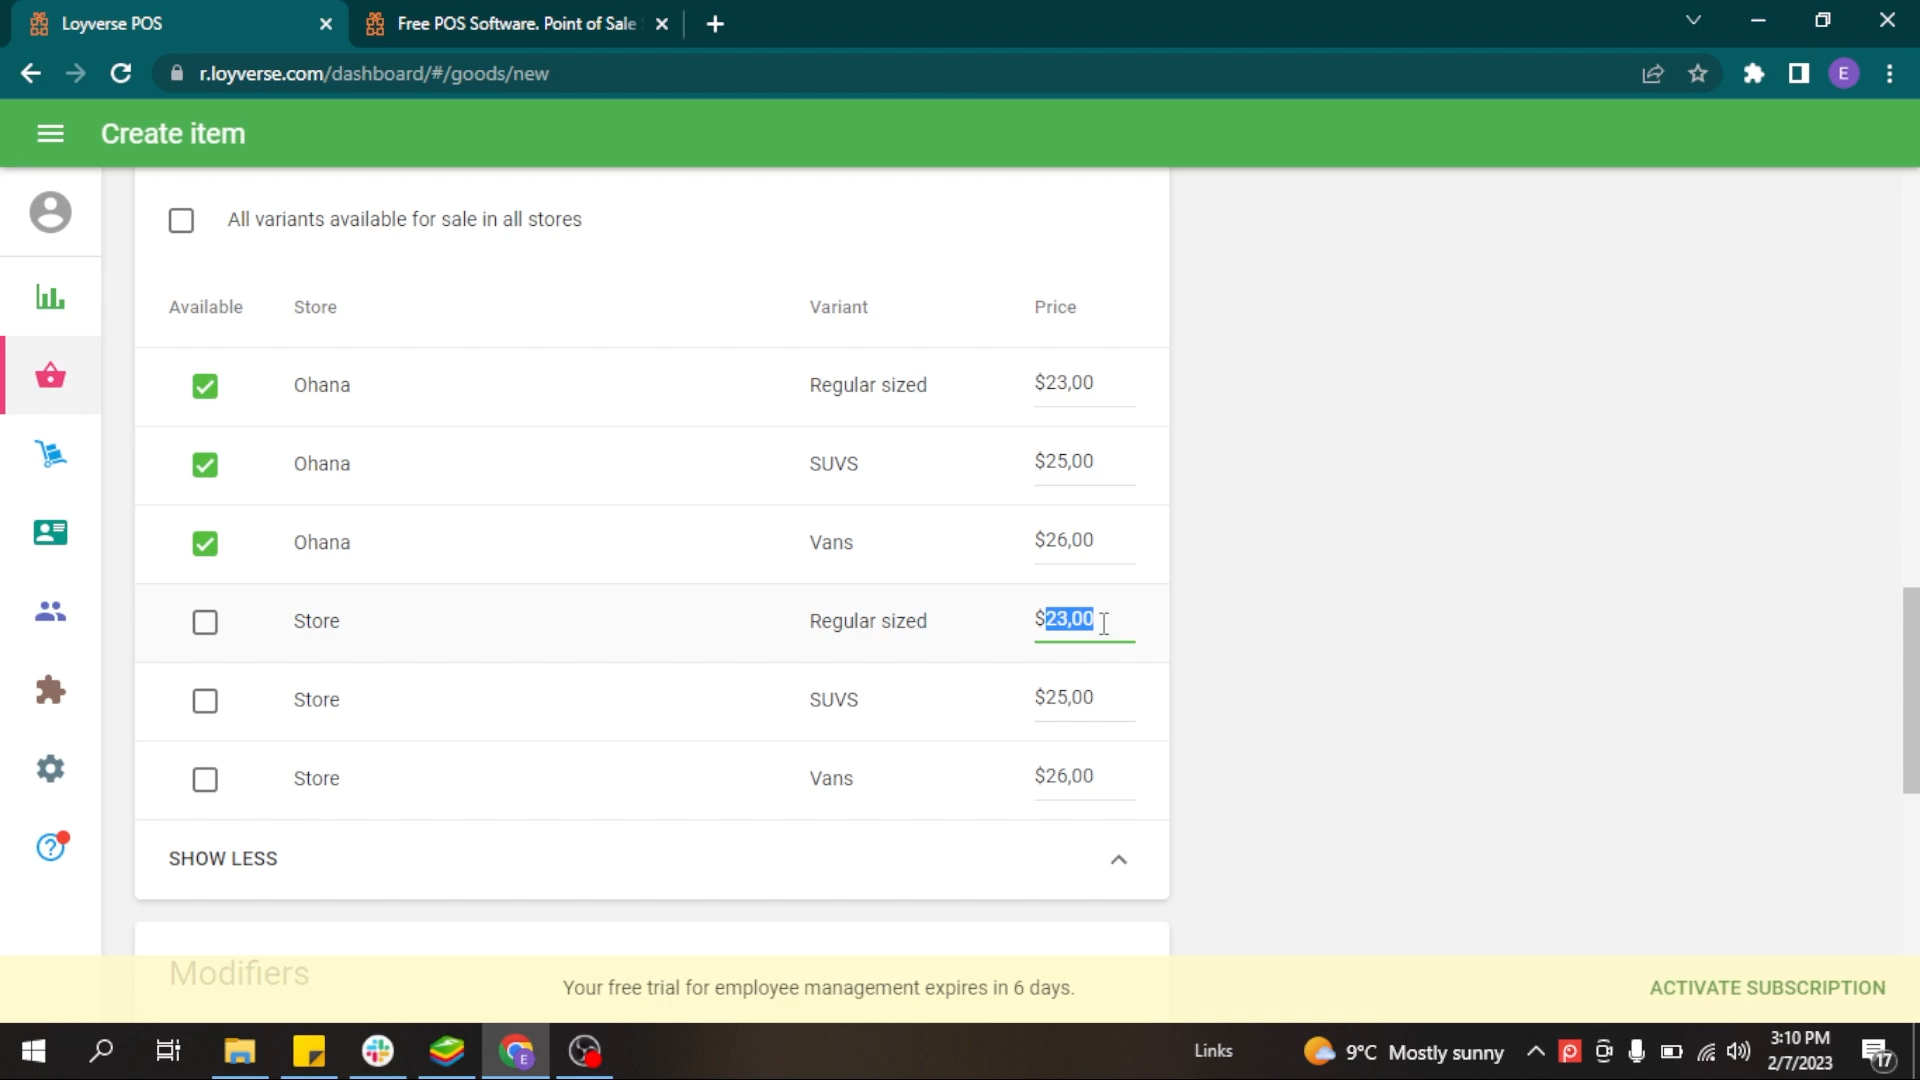 Loyverse POS
Free POS Software. Point of Sale
r.loyverse.com/dashboard/#/goods/new
E
Create item
All variants available for sale in all stores
Available Store Variant Price
Ohana Regular sized $23,00
Ohana SUVS $25,00
Ohana Vans $26,00
Store Regular sized $23,00
Store SUVS $25,00
Store Vans $26,00
SHOW LESS
Modifiers
Your free trial for employee management expires in 6 days.
ACTIVATE SUBSCRIPTION
Links
9°C Mostly sunny
3:10 PM
2/7/2023
17